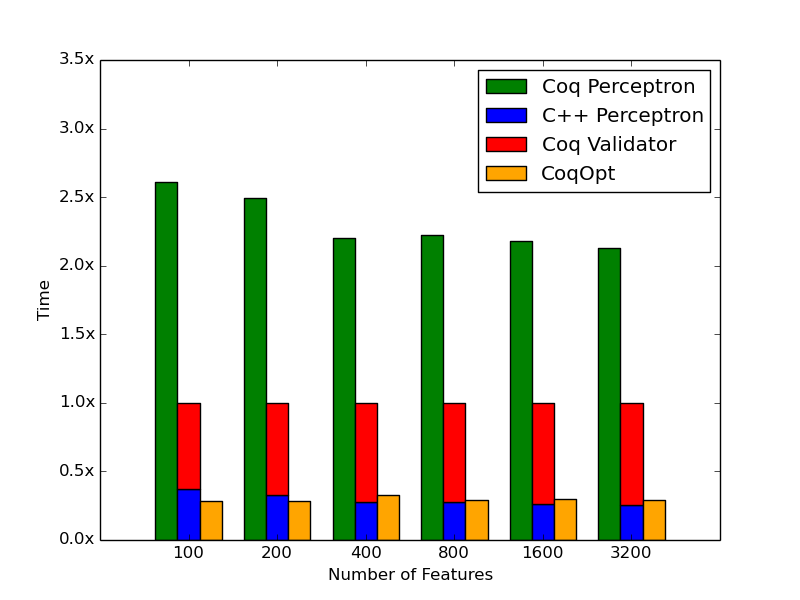 3.5x
3.0x
2.5x
2.0x
1.5x
1.0x
0.5x
0.0x
Time
Coq Perceptron
C++ Perceptron
Coq Validator
CoqOpt
100 200 400 800 1600 3200
Number of Features